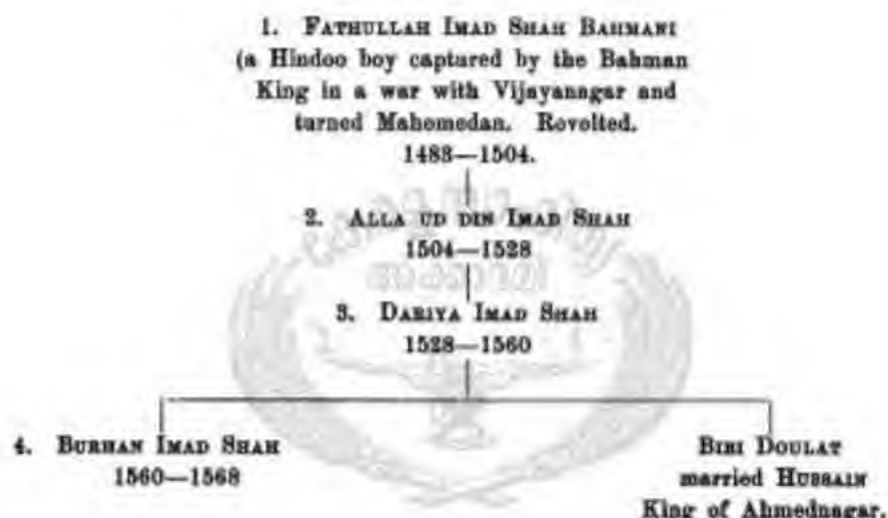 1. FATHULLAH IMAD SHAH BAHMANI
(a Hindoo boy captured by the Bahman
King in a war with Vijayanagar and
turned Mahomedan. Revolted.
1483—1504.
2. ALLA UD DIN IMAD SHAH
1504—1528
3. DARIYA IMAD SHAH
1528—1560
4. BURHAN IMAD SHAH
1560—1568
BIBI DOULAT
married HUSSAIN
King of Ahmednagar.